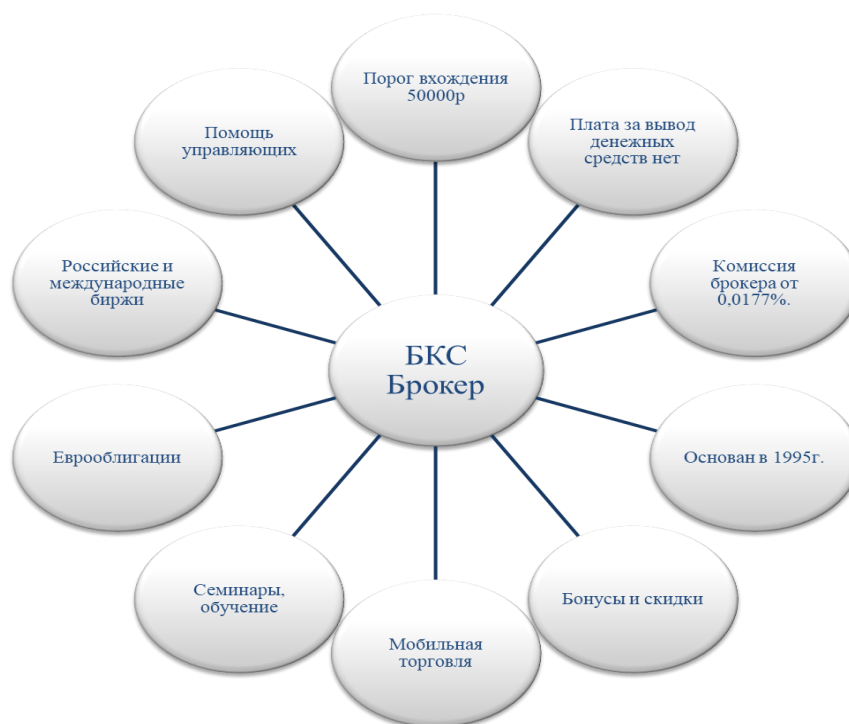 Порог вхождения
50000р
Плата за вывод
денежных
средств нет
Комиссия
брокера от
0,0177%.
Основан в 1995г.
Бонусы и скидки
Мобильная
торговля
Семинары,
обучение
Еврооблигации
Российские и
международные
биржи
Помощь
управляющих
БКС
Брокер